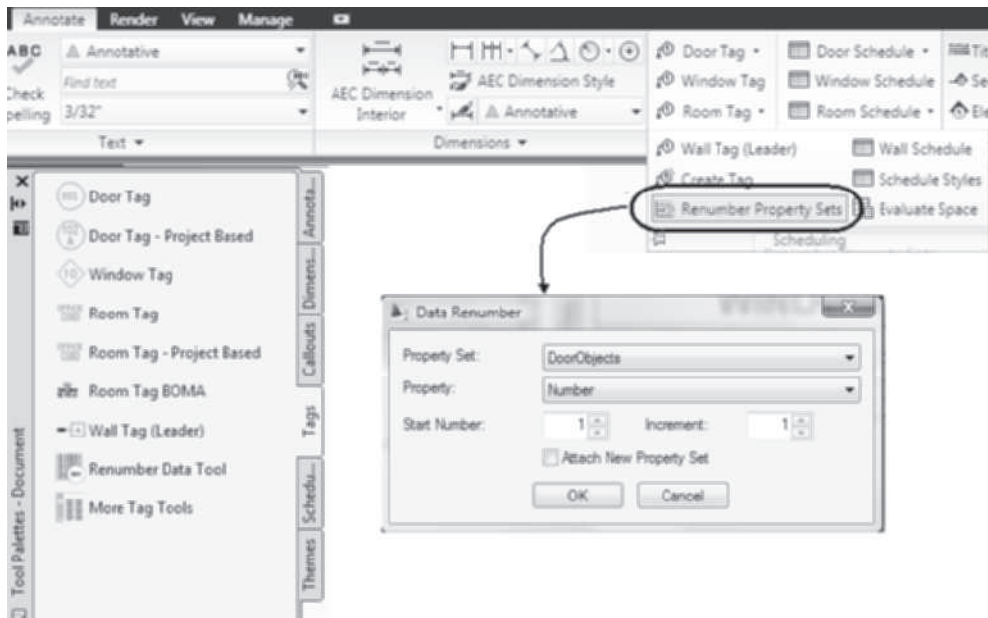 Annotate Render View Manage
ABC Annotative
Find text
Check
pelling 3/32"
Text
AEC Dimension
Interior
AEC Dimension Style
Annotative
Dimensions
Door Tag Door Schedule Tit
Window Tag Window Schedule Se
Room Tag Room Schedule Ele
Wall Tag (Leader) Wall Schedule
Create Tag Schedule Styles
Renumber Property Sets Evaluate Space
Scheduling
Door Tag
Door Tag - Project Based
Window Tag
Room Tag
Room Tag - Project Based
Room Tag BOMA
Wall Tag (Leader)
Renumber Data Tool
More Tag Tools
Annota...
Dimens...
Callouts
Tags
Schedu...
Themes
Tool Palettes - Document
Data Renumber
Property Set: DoorObjects
Property: Number
Start Number: 1 Increment: 1
Attach New Property Set
OK Cancel